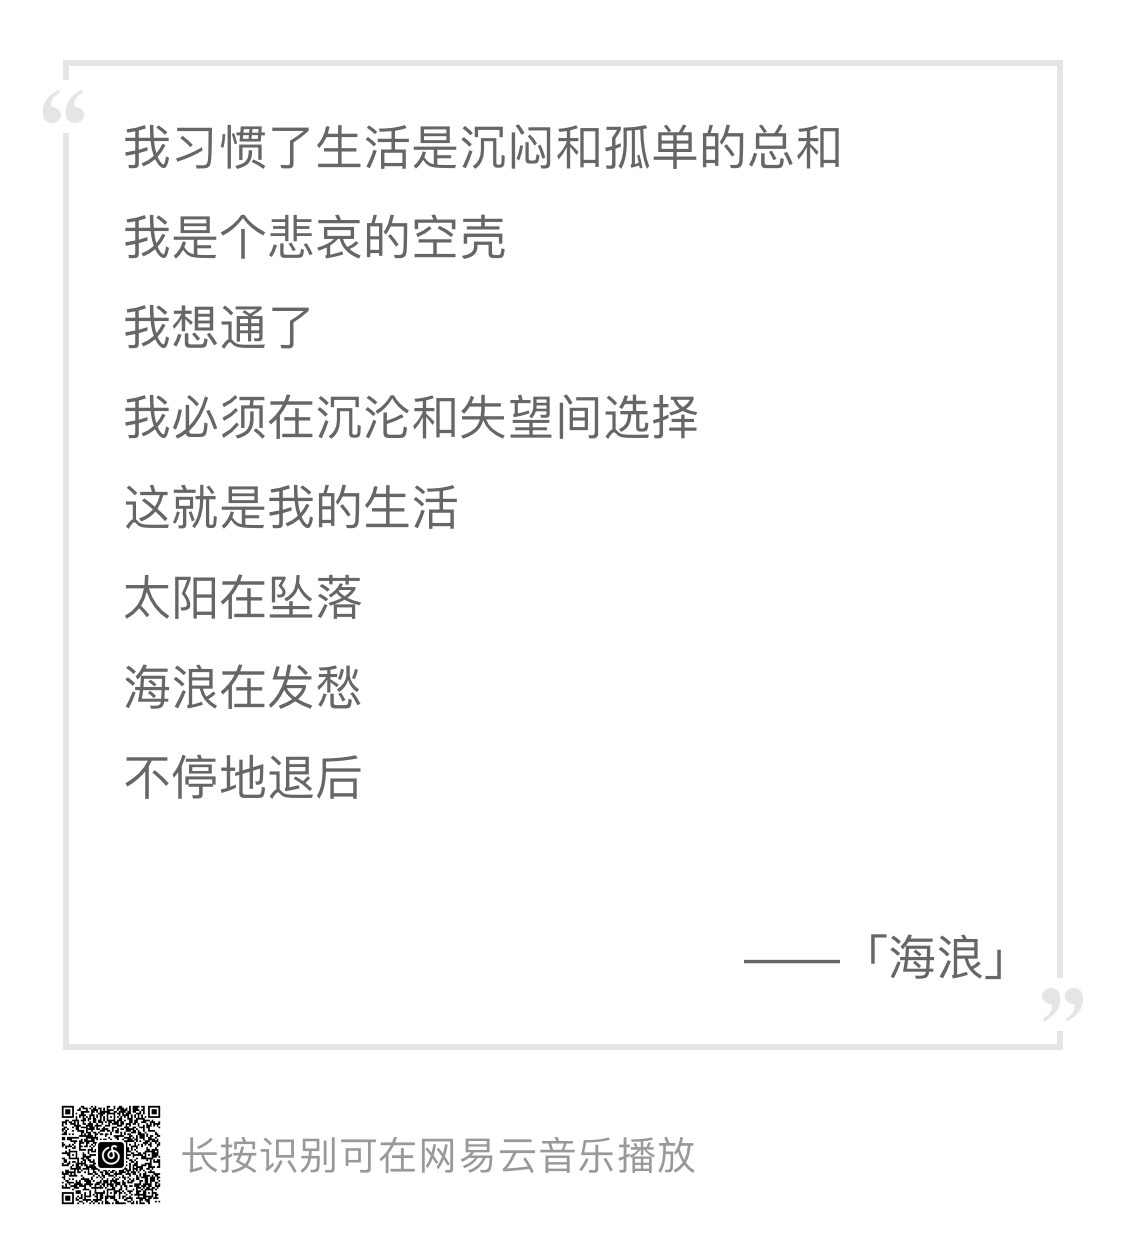 “
我习惯了生活是沉闷和孤单的总和
我是个悲哀的空壳
我想通了
我必须在沉沦和失望间选择
这就是我的生活
太阳在坠落
海浪在发愁
不停地退后
——「海浪」
”
长按识别可在网易云音乐播放